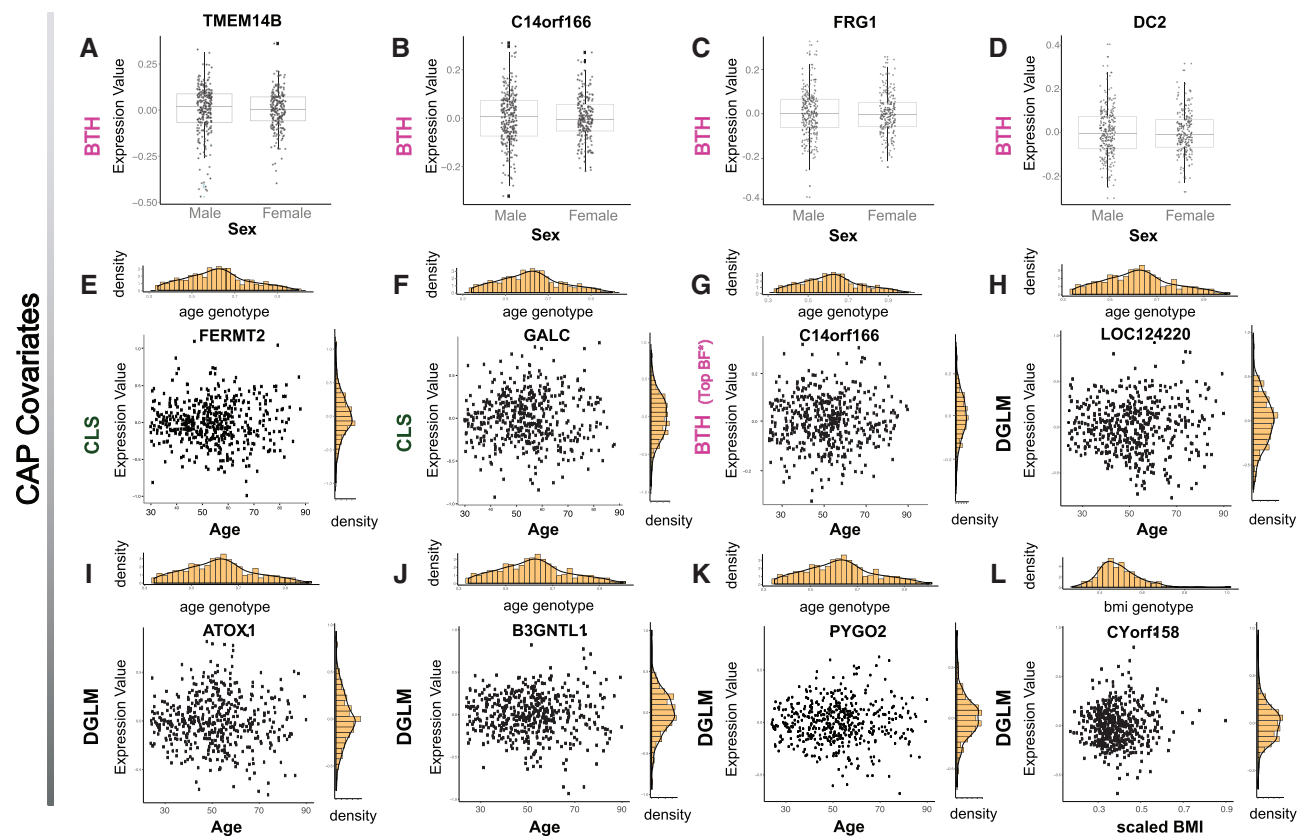 CAP Covariates
A
TMEM14B
BTH
Expression Value
0.25
0.00
−0.25
−0.50
Male
Female
Sex
B
C14orf166
BTH
Expression Value
0.2
0.0
−0.2
Male
Female
Sex
C
FRG1
BTH
Expression Value
0.2
0.0
−0.2
−0.4
Male
Female
Sex
D
DC2
BTH
Expression Value
0.4
0.2
0.0
−0.2
Male
Female
Sex
E
density
age genotype
FERMT2
CLS
Expression Value
30 40 50 60 70 80 90
Age
density
F
density
age genotype
GALC
CLS
Expression Value
30 40 50 60 70 80 90
Age
density
G
density
age genotype
C14orf166
BTH (Top BF*)
Expression Value
30 50 70 90
Age
density
H
density
age genotype
LOC124220
DGLM
Expression Value
30 50 70 90
Age
density
I
density
age genotype
ATOX1
DGLM
Expression Value
30 50 70 90
Age
density
J
density
age genotype
B3GNTL1
DGLM
Expression Value
30 50 70 90
Age
density
K
density
age genotype
PYGO2
DGLM
Expression Value
30 50 70 90
Age
density
L
density
bmi genotype
CYorf158
DGLM
Expression Value
0.3 0.5 0.7 0.9
scaled BMI
density